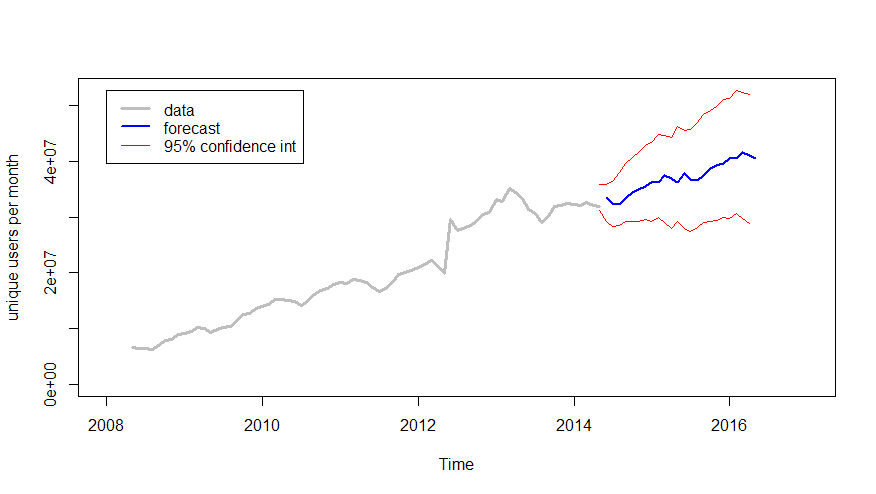 data
forecast
95% confidence int
unique users per month
4e+07
2e+07
0e+00
2008 2010 2012 2014 2016
Time